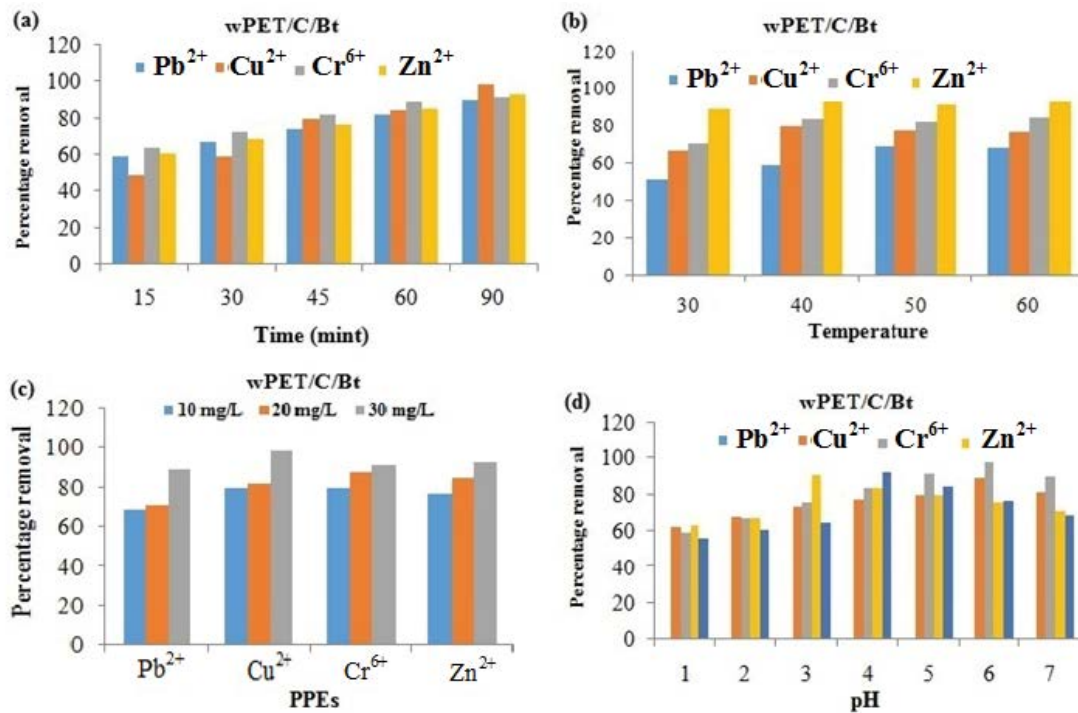 (a)
wPET/C/Bt
Pb2+ Cu2+ Cr6+ Zn2+
Percentage removal
120
100
80
60
40
20
0
15 30 45 60 90
Time (mint)
(b)
wPET/C/Bt
Pb2+ Cu2+ Cr6+ Zn2+
Percentage removal
120
100
80
60
40
20
0
30 40 50 60
Temperature
(c)
wPET/C/Bt
10 mg/L 20 mg/L 30 mg/L
Percentage removal
120
100
80
60
40
20
0
Pb2+ Cu2+ Cr6+ Zn2+
PPEs
(d)
wPET/C/Bt
Pb2+ Cu2+ Cr6+ Zn2+
Percentage removal
120
100
80
60
40
20
0
1 2 3 4 5 6 7
pH